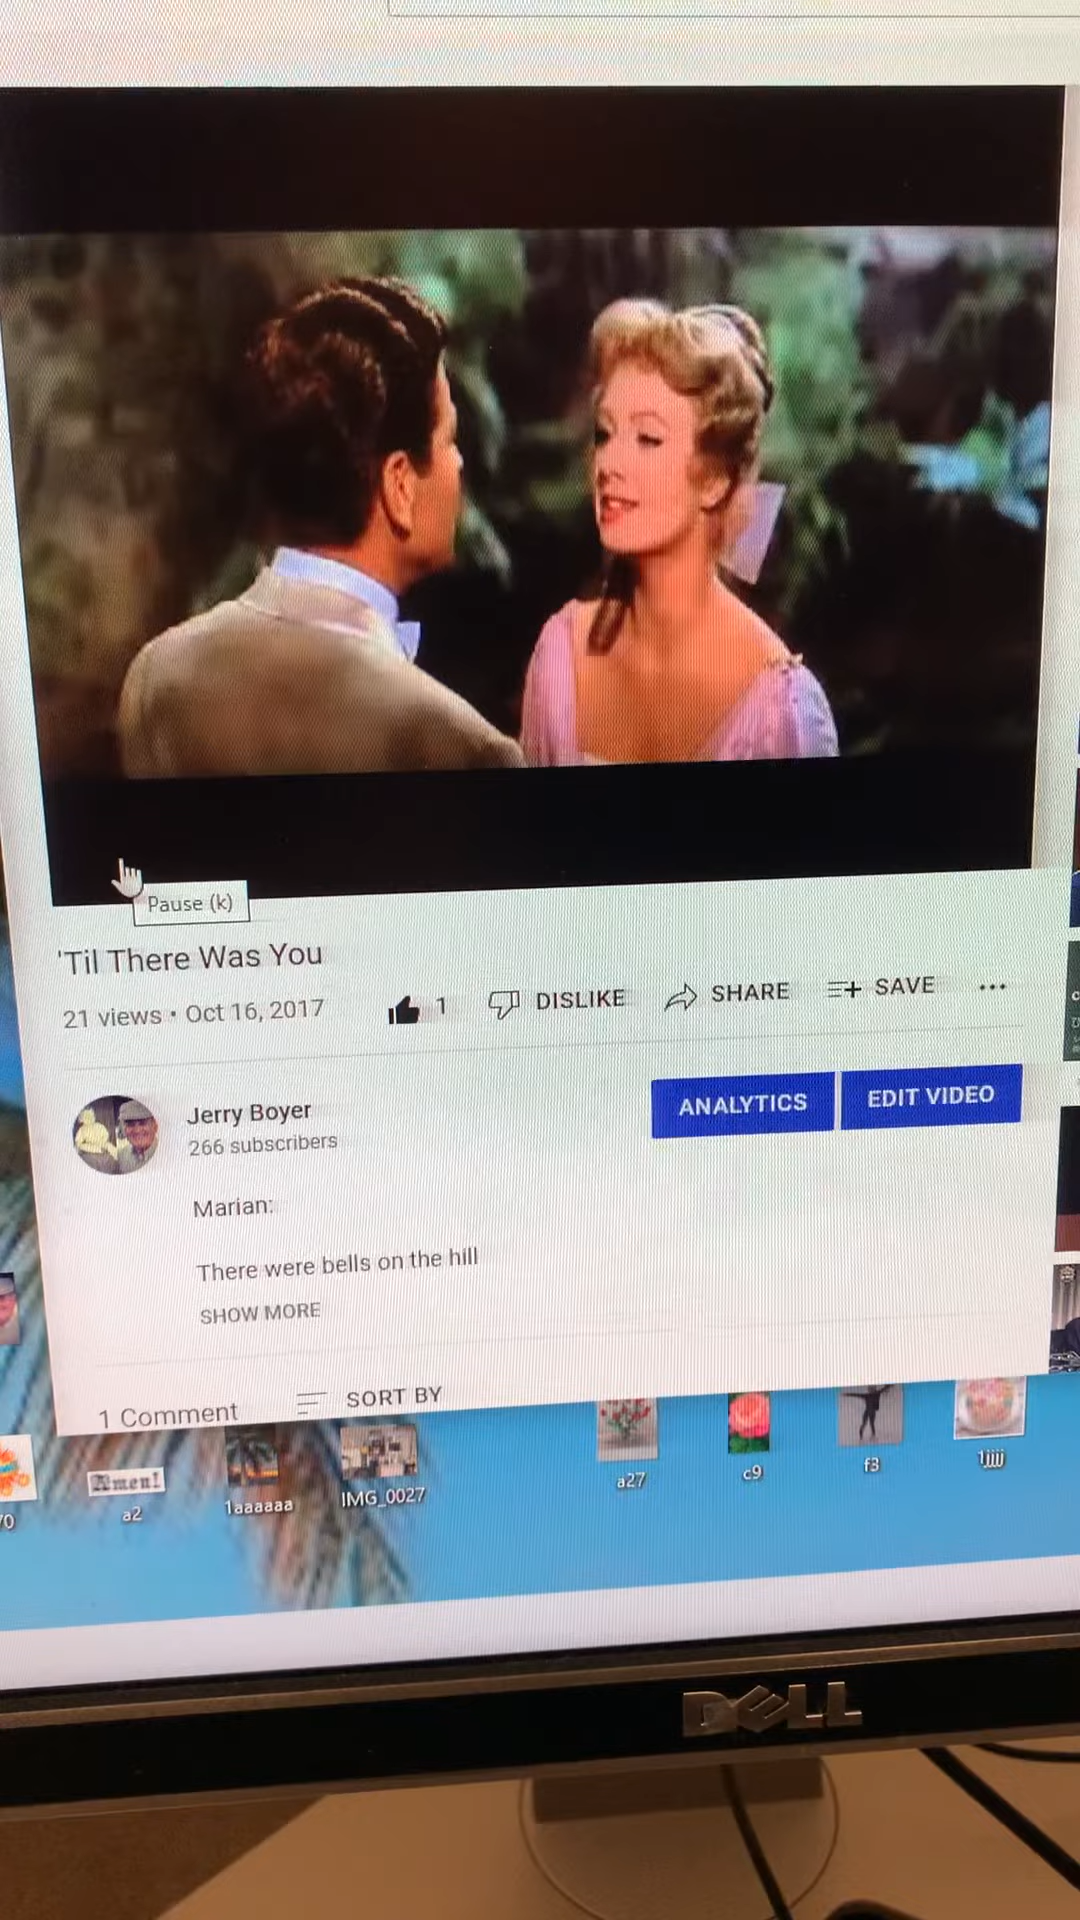 Pause (k)
'Til There Was You
21 views • Oct 16, 2017
1 DISLIKE SHARE SAVE
Jerry Boyer
266 subscribers
ANALYTICS EDIT VIDEO
Marian:
There were bells on the hill
SHOW MORE
1 Comment SORT BY
Amen!
a2
1aaaaaa
IMG_0027
a27
c9
f3
1jjjj
DELL